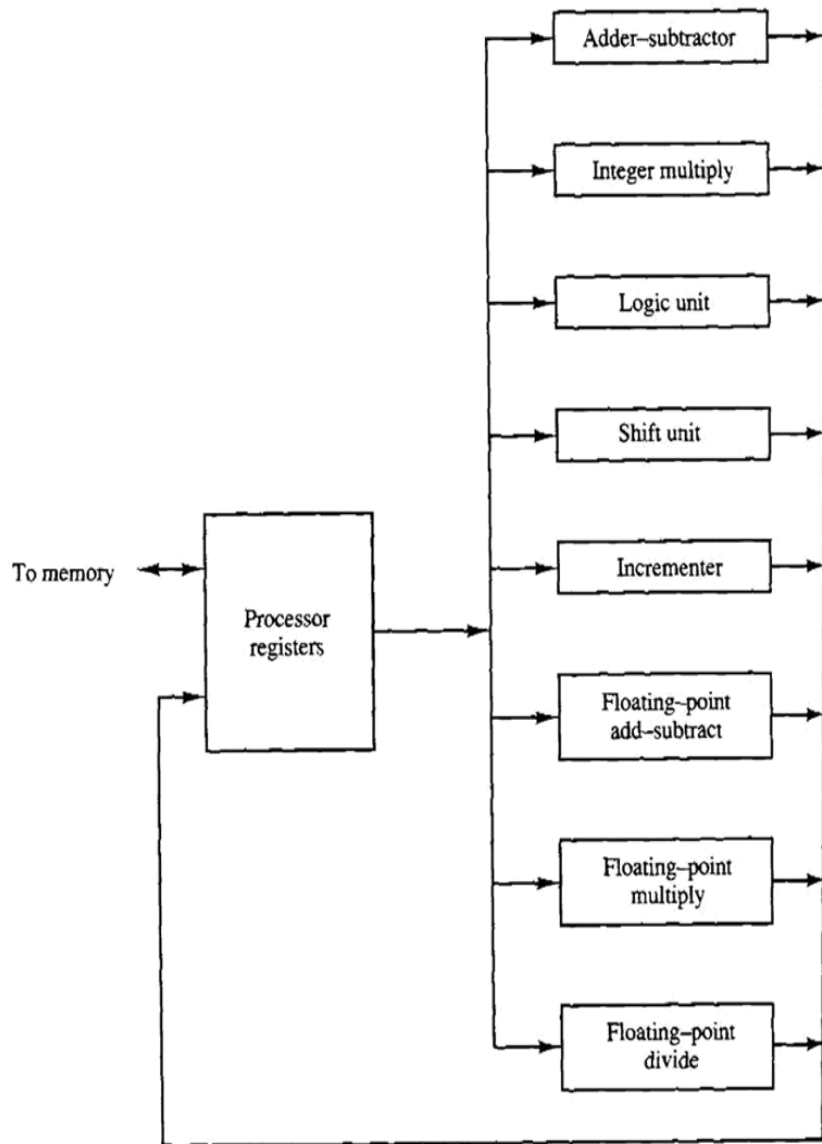 Adder–subtractor
Integer multiply
Logic unit
Shift unit
To memory
Incrementer
Processor
registers
Floating–point
add–subtract
Floating–point
multiply
Floating–point
divide